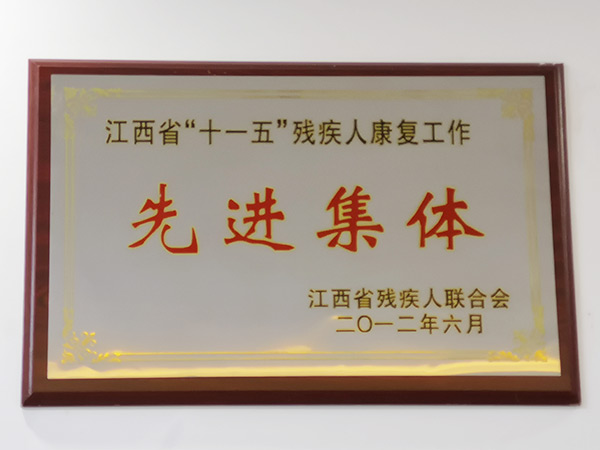 江西省“十一五”残疾人康复工作
先进集体
江西省残疾人联合会
二〇一二年六月